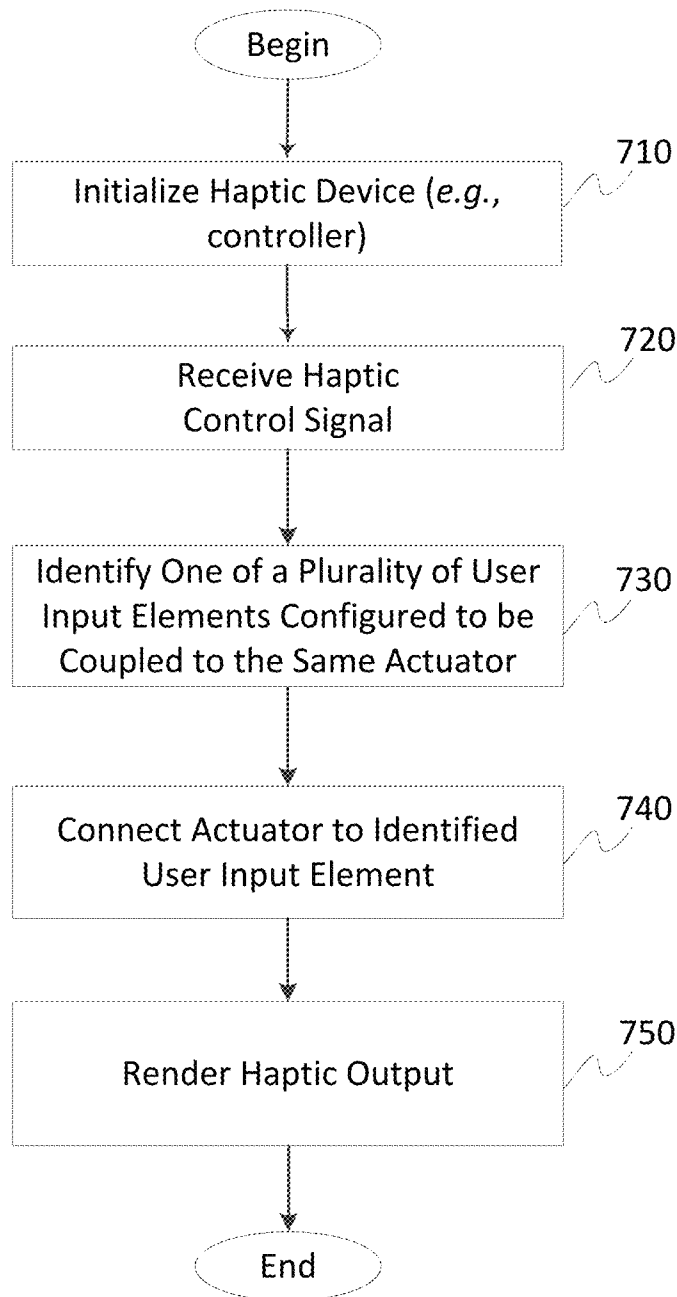 Begin
710
Initialize Haptic Device (e.g.,
controller)
720
Receive Haptic
Control Signal
730
Identify One of a Plurality of User
Input Elements Configured to be
Coupled to the Same Actuator
740
Connect Actuator to Identified
User Input Element
750
Render Haptic Output
End